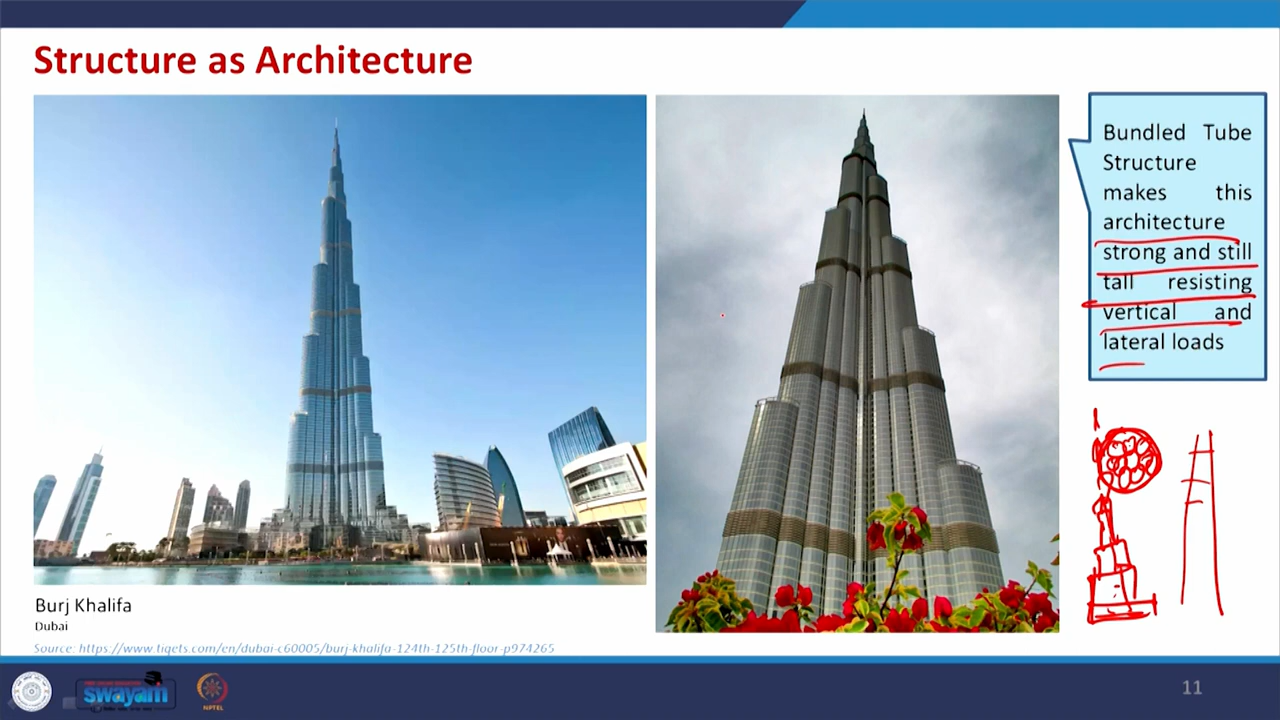 Structure as Architecture
Bundled Tube
Structure
makes this
architecture
strong and still
tall resisting
vertical and
lateral loads
Burj Khalifa
Dubai
Source: https://www.tiqets.com/en/dubai-c60005/burj-khalifa-124th-125th-floor-p974265
swayam
NPTEL
11